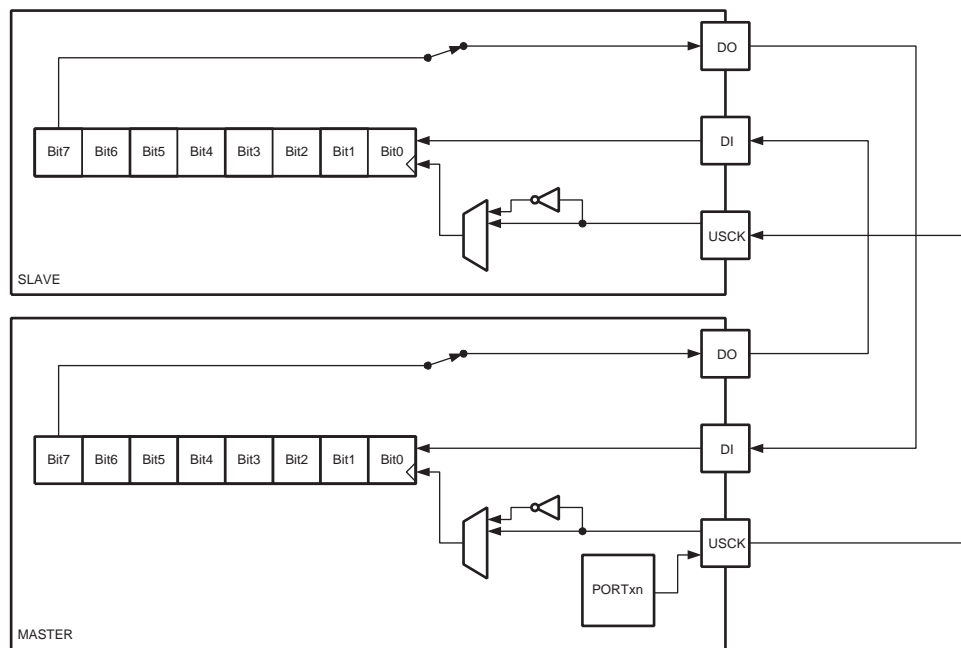 DO
Bit7 Bit6 Bit5 Bit4 Bit3 Bit2 Bit1 Bit0
DI
USCK
SLAVE
DO
Bit7 Bit6 Bit5 Bit4 Bit3 Bit2 Bit1 Bit0
DI
USCK
PORTxn
MASTER